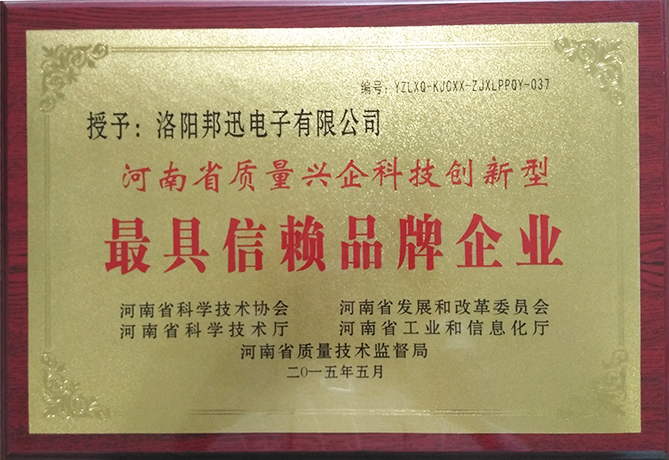 编号：YZLXQ-KJCXX-ZJXLPPQY-037
授予：洛阳邦迅电子有限公司
河南省质量兴企科技创新型
最具信赖品牌企业
河南省科学技术协会 河南省发展和改革委员会
河南省科学技术厅 河南省工业和信息化厅
河南省质量技术监督局
二〇一五年五月